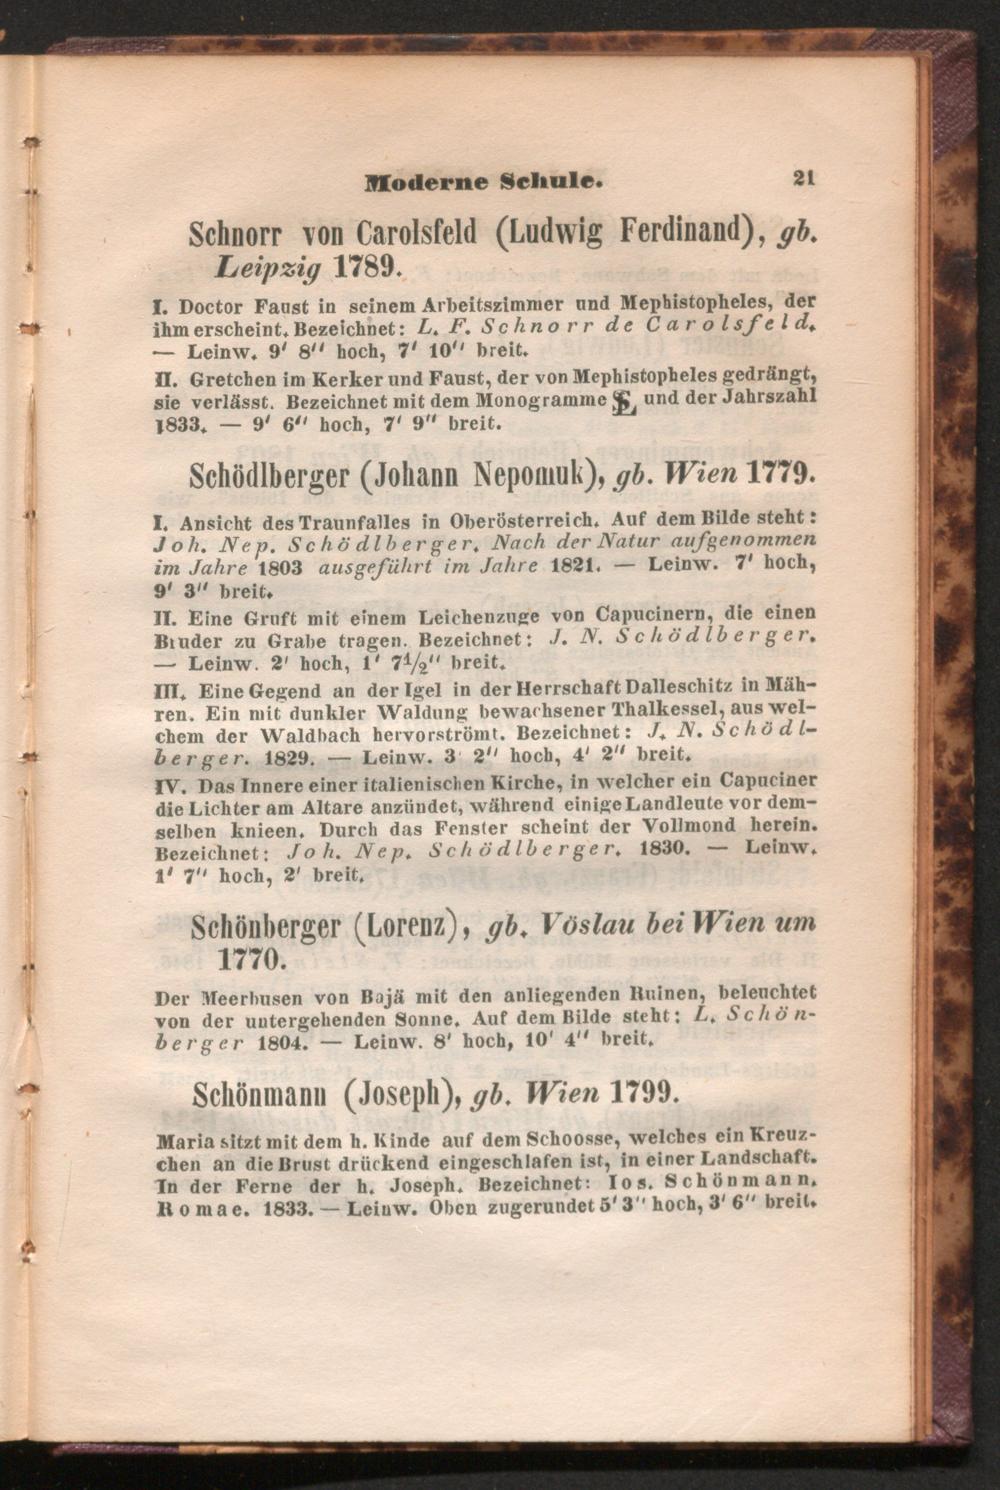 Moderne Schule. 21
Schnorr von Carolsfeld (Ludwig Ferdinand), gb.
Leipzig 1789.
I. Doctor Faust in seinem Arbeitszimmer und Mephistopheles, der
ihm erscheint. Bezeichnet: L. F. Schnorr de Carolsfeld.
— Leinw. 9' 8'' hoch, 7' 10'' breit.
II. Gretchen im Kerker und Faust, der von Mephistopheles gedrängt,
sie verlässt. Bezeichnet mit dem Monogramme und der Jahrszahl
1833. — 9' 6'' hoch, 7' 9'' breit.
Schödlberger (Johann Nepomuk), gb. Wien 1779.
I. Ansicht des Traunfalles in Oberösterreich. Auf dem Bilde steht:
Joh. Nep. Schödlberger. Nach der Natur aufgenommen
im Jahre 1803 ausgeführt im Jahre 1821. — Leinw. 7' hoch,
9' 3'' breit.
II. Eine Gruft mit einem Leichenzuge von Capucinern, die einen
Bruder zu Grabe tragen. Bezeichnet: J. N. Schödlberger.
— Leinw. 2' hoch, 1' 7½'' breit.
III. Eine Gegend an der Igel in der Herrschaft Dalleschitz in Mäh-
ren. Ein mit dunkler Waldung bewachsener Thalkessel, aus wel-
chem der Waldbach hervorströmt. Bezeichnet: J. N. Schödl-
berger. 1829. — Leinw. 3' 2'' hoch, 4' 2'' breit.
IV. Das Innere einer italienischen Kirche, in welcher ein Capuciner
die Lichter am Altare anzündet, während einige Landleute vor dem-
selben knieen. Durch das Fenster scheint der Vollmond herein.
Bezeichnet: Joh. Nep. Schödlberger. 1830. — Leinw.
1' 7'' hoch, 2' breit.
Schönberger (Lorenz), gb. Vöslau bei Wien um
1770.
Der Meerbusen von Bajä mit den anliegenden Ruinen, beleuchtet
von der untergehenden Sonne. Auf dem Bilde steht: L. Schön-
berger 1804. — Leinw. 8' hoch, 10' 4'' breit.
Schönmann (Joseph), gb. Wien 1799.
Maria sitzt mit dem h. Kinde auf dem Schoosse, welches ein Kreuz-
chen an die Brust drückend eingeschlafen ist, in einer Landschaft.
In der Ferne der h. Joseph. Bezeichnet: Ios. Schönmann.
Romae. 1833. — Leinw. Oben zugerundet 5' 3'' hoch, 3' 6'' breit.